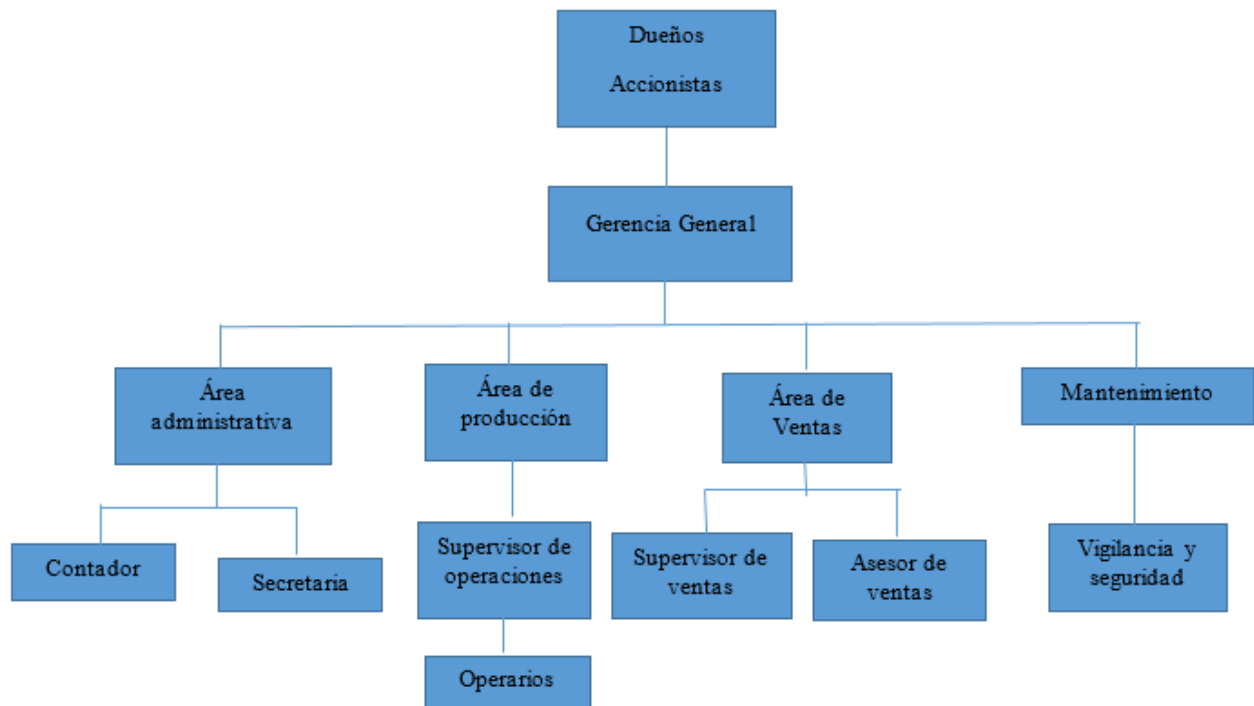 Dueños
Accionistas
Gerencia General
Área
administrativa
Área de
producción
Área de
Ventas
Mantenimiento
Contador
Secretaria
Supervisor de
operaciones
Supervisor de
ventas
Asesor de
ventas
Vigilancia y
seguridad
Operarios